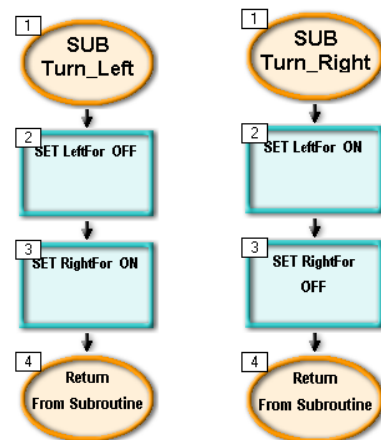 1
SUB
Turn_Left
2
SET LeftFor OFF
3
SET RightFor ON
4
Return
From Subroutine
1
SUB
Turn_Right
2
SET LeftFor ON
3
SET RightFor
OFF
4
Return
From Subroutine